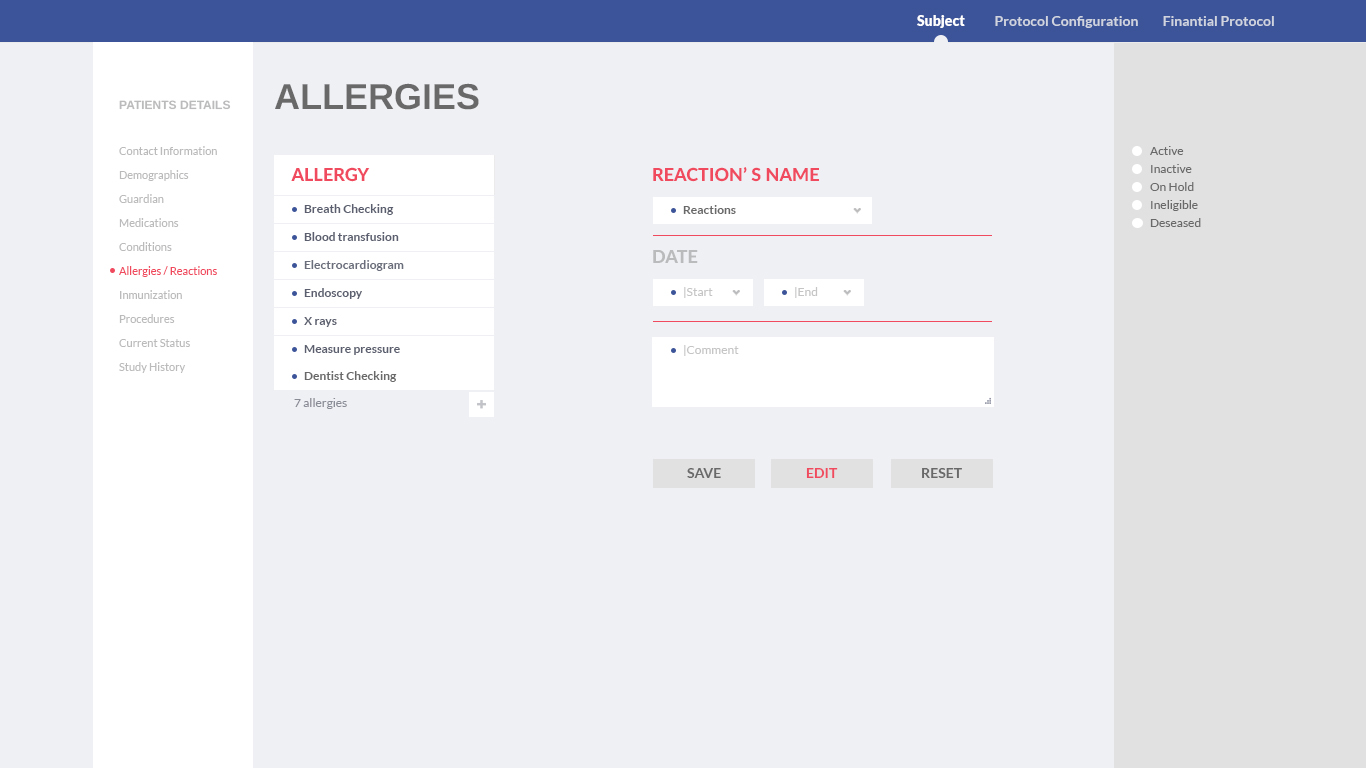 Subject Protocol Configuration Finantial Protocol
PATIENTS DETAILS
Contact Information
Demographics
Guardian
Medications
Conditions
Allergies / Reactions
Inmunization
Procedures
Current Status
Study History
ALLERGIES
ALLERGY
Breath Checking
Blood transfusion
Electrocardiogram
Endoscopy
X rays
Measure pressure
Dentist Checking
7 allergies
REACTION’ S NAME
Reactions
DATE
|Start |End
|Comment
SAVE EDIT RESET
Active
Inactive
On Hold
Ineligible
Deseased